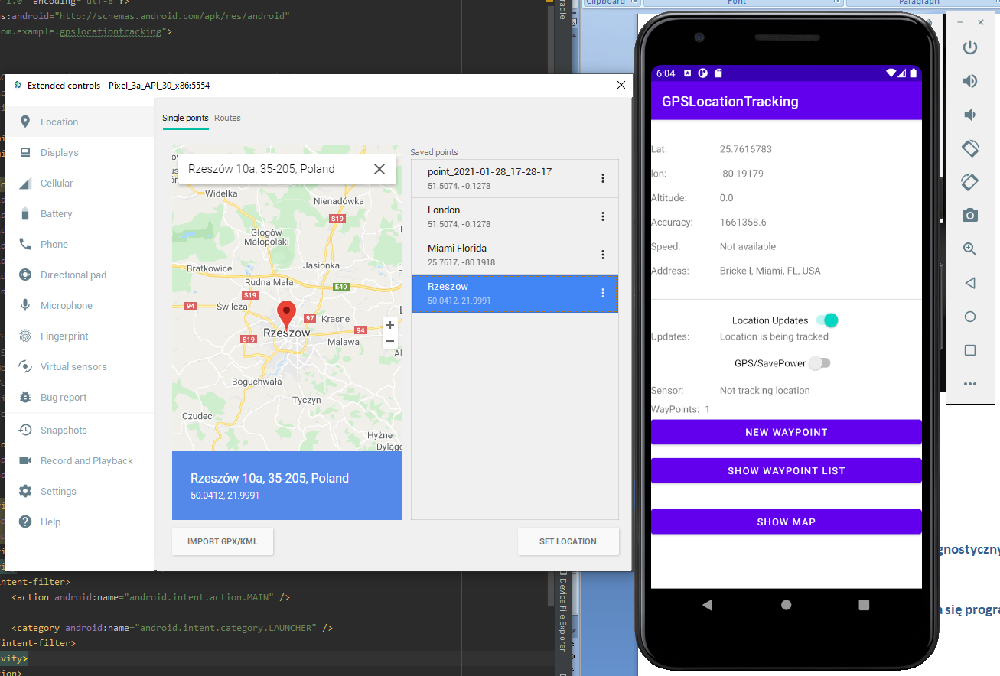 1.0" encoding="utf-8"?>
ns:android="http://schemas.android.com/apk/res/android"
com.example.gpslocationtracking">
Clipboard
Font
Paragraph
Extended controls - Pixel_3a_API_30_x86:5554
Location
Displays
Cellular
Battery
Phone
Directional pad
Microphone
Fingerprint
Virtual sensors
Bug report
Snapshots
Record and Playback
Settings
Help
Single points
Routes
Rzeszów 10a, 35-205, Poland
Widełka
Nienadówka
S19
Głogów
Małopolski
Bratkowice
Jasionka
Rudna Mała
E40
S19
94
Świlcza
97
Krasne
Rzeszow
94
S19
Malawa
+
−
Boguchwała
Tyczyn
Czudec
Hyżne
Dylągó
Rzeszów 10a, 35-205, Poland
50.0412, 21.9991
IMPORT GPX/KML
Saved points
point_2021-01-28_17-28-17
51.5074, -0.1278
London
51.5074, -0.1278
Miami Florida
25.7617, -80.1918
Rzeszow
50.0412, 21.9991
SET LOCATION
intent-filter>
<action android:name="android.intent.action.MAIN" />
<category android:name="android.intent.category.LAUNCHER" />
intent-filter>
vity>
ion>
Device File Explorer
6:04
GPSLocationTracking
Lat: 25.7616783
lon: -80.19179
Altitude: 0.0
Accuracy: 1661358.6
Speed: Not available
Address: Brickell, Miami, FL, USA
Location Updates
Updates: Location is being tracked
GPS/SavePower
Sensor: Not tracking location
WayPoints: 1
NEW WAYPOINT
SHOW WAYPOINT LIST
SHOW MAP
gnostyczny
a się progra